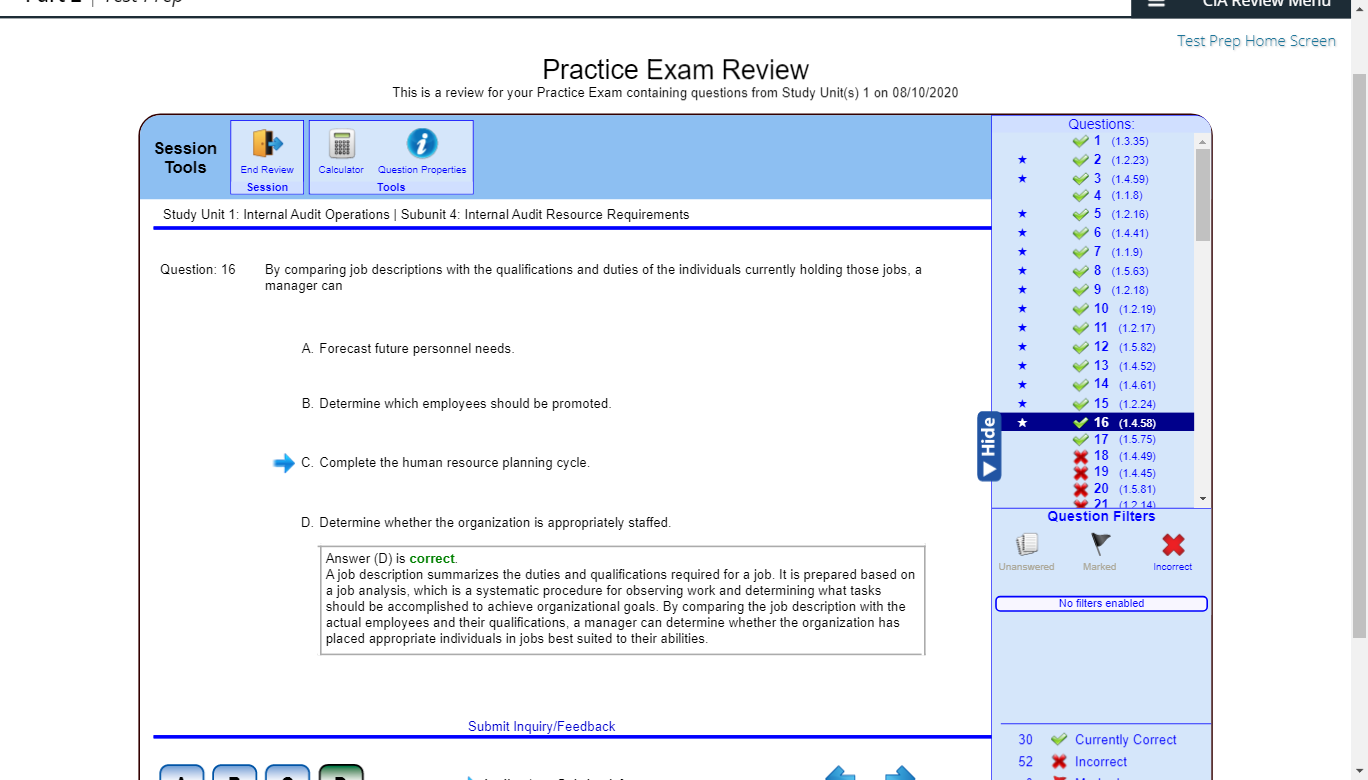 CIA Review Menu
Test Prep Home Screen
Practice Exam Review
This is a review for your Practice Exam containing questions from Study Unit(s) 1 on 08/10/2020
Session
Tools
End Review
Session
Calculator
Question Properties
Tools
Study Unit 1: Internal Audit Operations | Subunit 4: Internal Audit Resource Requirements
Question: 16
By comparing job descriptions with the qualifications and duties of the individuals currently holding those jobs, a
manager can
A. Forecast future personnel needs.
B. Determine which employees should be promoted.
C. Complete the human resource planning cycle.
D. Determine whether the organization is appropriately staffed.
Answer (D) is correct.
A job description summarizes the duties and qualifications required for a job. It is prepared based on
a job analysis, which is a systematic procedure for observing work and determining what tasks
should be accomplished to achieve organizational goals. By comparing the job description with the
actual employees and their qualifications, a manager can determine whether the organization has
placed appropriate individuals in jobs best suited to their abilities.
Submit Inquiry/Feedback
Questions:
1 (1.3.35)
2 (1.2.23)
3 (1.4.59)
4 (1.1.8)
5 (1.2.16)
6 (1.4.41)
7 (1.1.9)
8 (1.5.63)
9 (1.2.18)
10 (1.2.19)
11 (1.2.17)
12 (1.5.82)
13 (1.4.52)
14 (1.4.61)
15 (1.2.24)
16 (1.4.58)
17 (1.5.75)
18 (1.4.49)
19 (1.4.45)
20 (1.5.81)
21 (1.2.14)
Hide
Question Filters
Unanswered
Marked
Incorrect
No filters enabled
30 Currently Correct
52 Incorrect